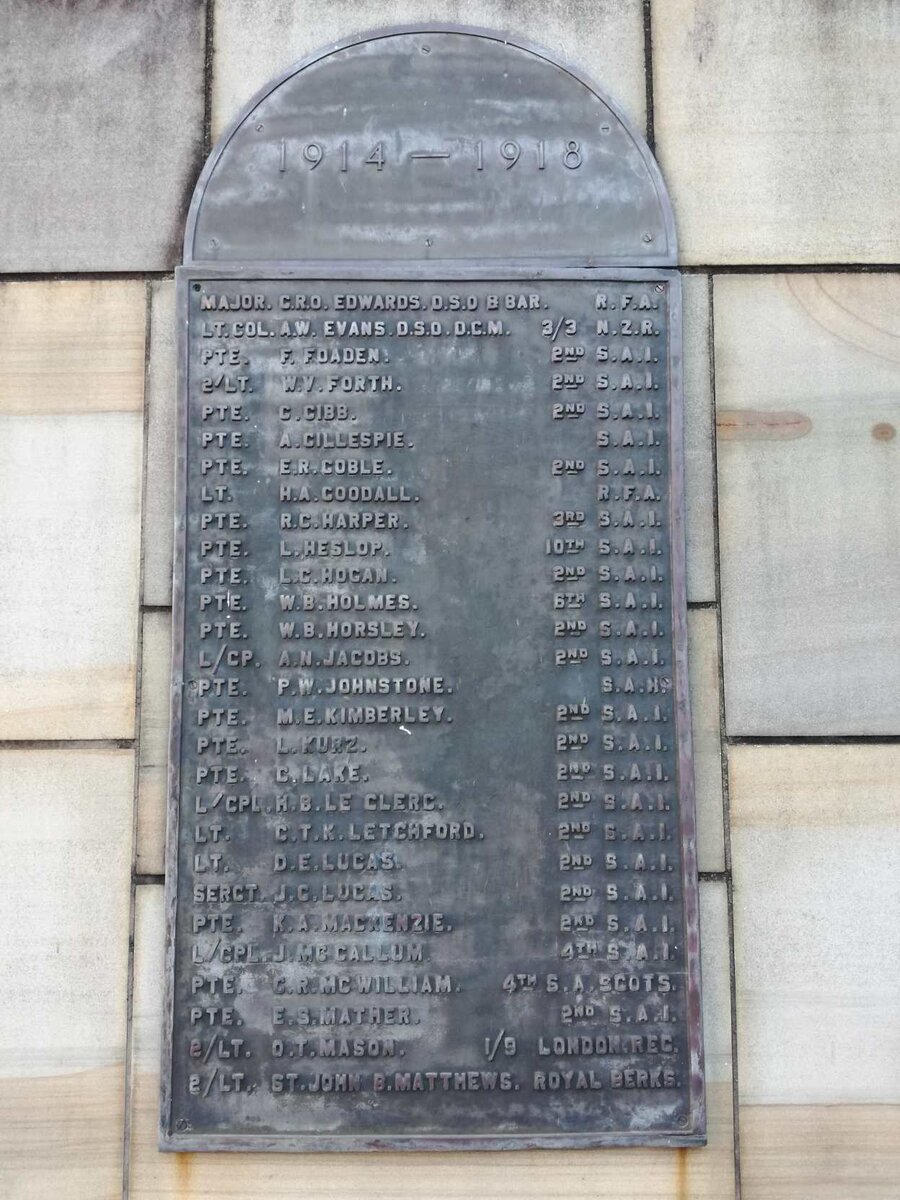 1914 — 1918
MAJOR. C.R.O. EDWARDS. D.S.O & BAR. R.F.A.
LT. COL. A.W. EVANS. D.S.O. D.C.M. 3/3 N.Z.R.
PTE. F. FOADEN. 2ND S.A.I.
2/LT. W.V. FORTH. 2ND S.A.I.
PTE. G. GIBB. 2ND S.A.I.
PTE. A. GILLESPIE. S.A.I.
PTE. E.R. GOBLE. 2ND S.A.I.
LT. H.A. GOODALL. R.F.A.
PTE. R.C. HARPER. 3RD S.A.I.
PTE. L. HESLOP. 10TH S.A.I.
PTE. L.C. HOGAN. 2ND S.A.I.
PTE. W.B. HOLMES. 6TH S.A.I.
PTE. W.B. HORSLEY. 2ND S.A.I.
L/CP. A.N. JACOBS. 2ND S.A.I.
PTE. P.W. JOHNSTONE. S.A.H.
PTE. M.E. KIMBERLEY. 2ND S.A.I.
PTE. L. KURZ. 2ND S.A.I.
PTE. C. LAKE. 2ND S.A.I.
L/CPL. H.B. LE CLERC. 2ND S.A.I.
LT. C.T.K. LETCHFORD. 2ND S.A.I.
LT. D.E. LUCAS. 2ND S.A.I.
SERGT. J.C. LUCAS. 2ND S.A.I.
PTE. K.A. MACKENZIE. 2ND S.A.I.
L/CPL. J. MC CALLUM. 4TH S.A.I.
PTE. C.R. MC WILLIAM. 4TH S.A. SCOTS.
PTE. E.S. MATHER. 2ND S.A.I.
2/LT. O.T. MASON. 1/9 LONDON. REG.
2/LT. ST. JOHN B. MATTHEWS. ROYAL BERKS.